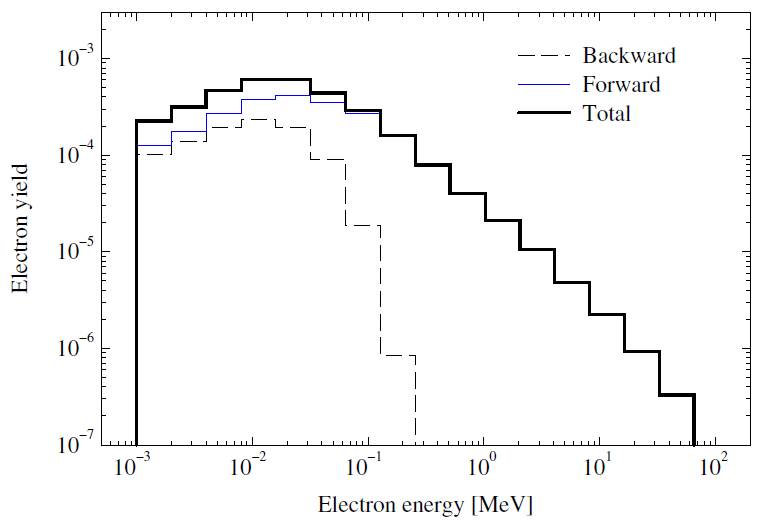 Backward
Forward
Total
Electron yield
10⁻³
10⁻⁴
10⁻⁵
10⁻⁶
10⁻⁷
10⁻³ 10⁻² 10⁻¹ 10⁰ 10¹ 10²
Electron energy [MeV]